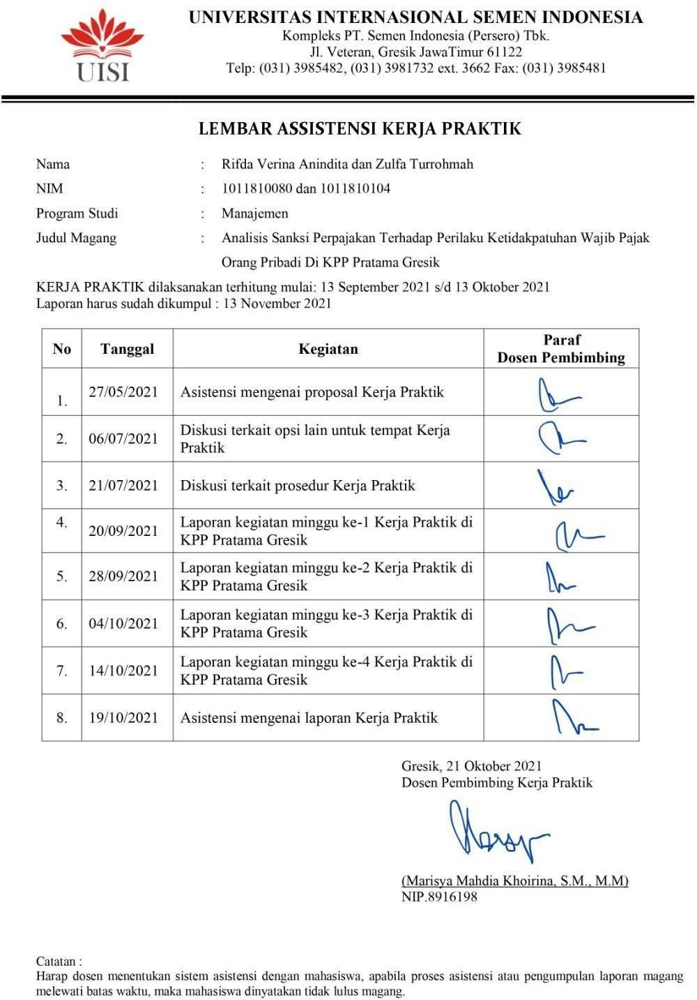 UNIVERSITAS INTERNASIONAL SEMEN INDONESIA
Kompleks PT. Semen Indonesia (Persero) Tbk.
Jl. Veteran, Gresik JawaTimur 61122
Telp: (031) 3985482, (031) 3981732 ext. 3662 Fax: (031) 3985481
UISI
LEMBAR ASSISTENSI KERJA PRAKTIK
Nama : Rifda Verina Anindita dan Zulfa Turrohmah
NIM : 1011810080 dan 1011810104
Program Studi : Manajemen
Judul Magang : Analisis Sanksi Perpajakan Terhadap Perilaku Ketidakpatuhan Wajib Pajak
Orang Pribadi Di KPP Pratama Gresik
KERJA PRAKTIK dilaksanakan terhitung mulai: 13 September 2021 s/d 13 Oktober 2021
Laporan harus sudah dikumpul : 13 November 2021
No Tanggal Kegiatan Paraf
Dosen Pembimbing
1. 27/05/2021 Asistensi mengenai proposal Kerja Praktik
2. 06/07/2021 Diskusi terkait opsi lain untuk tempat Kerja
Praktik
3. 21/07/2021 Diskusi terkait prosedur Kerja Praktik
4. 20/09/2021 Laporan kegiatan minggu ke-1 Kerja Praktik di
KPP Pratama Gresik
5. 28/09/2021 Laporan kegiatan minggu ke-2 Kerja Praktik di
KPP Pratama Gresik
6. 04/10/2021 Laporan kegiatan minggu ke-3 Kerja Praktik di
KPP Pratama Gresik
7. 14/10/2021 Laporan kegiatan minggu ke-4 Kerja Praktik di
KPP Pratama Gresik
8. 19/10/2021 Asistensi mengenai laporan Kerja Praktik
Gresik, 21 Oktober 2021
Dosen Pembimbing Kerja Praktik
(Marisya Mahdia Khoirina, S.M., M.M)
NIP.8916198
Catatan :
Harap dosen menentukan sistem asistensi dengan mahasiswa, apabila proses asistensi atau pengumpulan laporan magang
melewati batas waktu, maka mahasiswa dinyatakan tidak lulus magang.